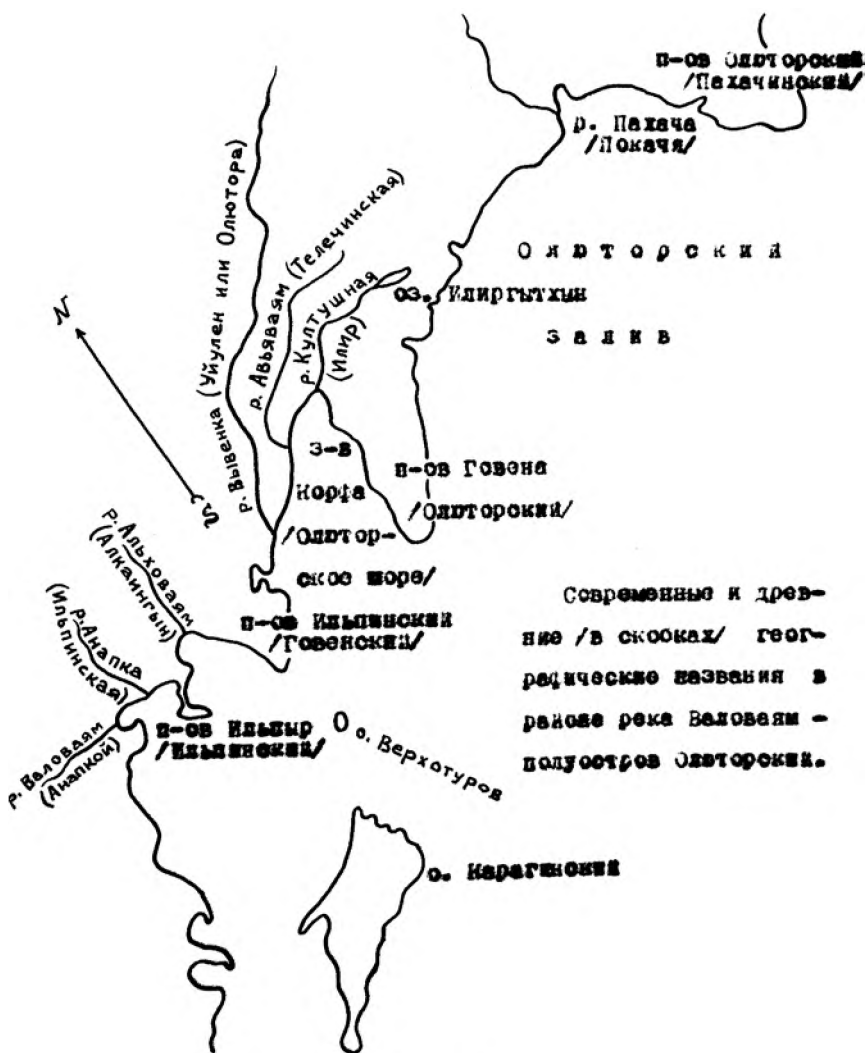 п-ов Олюторский
/Пахачинский/
р. Пахача
/Покача/
Олюторский
оз. Илиргытхын
залив
р. Вывенка (Уйулен или Олютора)
р. Авьяваям (Телечинская)
р. Култушная
(Илир)
N
S
з-в
Корфа
/Олютор-
ское море/
п-ов Говена
/Олюторский/
р. Альховаям
(Алкаингын)
п-ов Ильпинский
/Говенский/
р. Анапка
(Ильпинская)
п-ов Ильпыр
/Ильпинский/
р. Валоваям
(Анапкой)
о. Верхотуров
о. Карагинский
Современные и древ-
ние /в скобках/ геог-
рафические названия в
районе река Валоваям -
полуостров Олюторский.